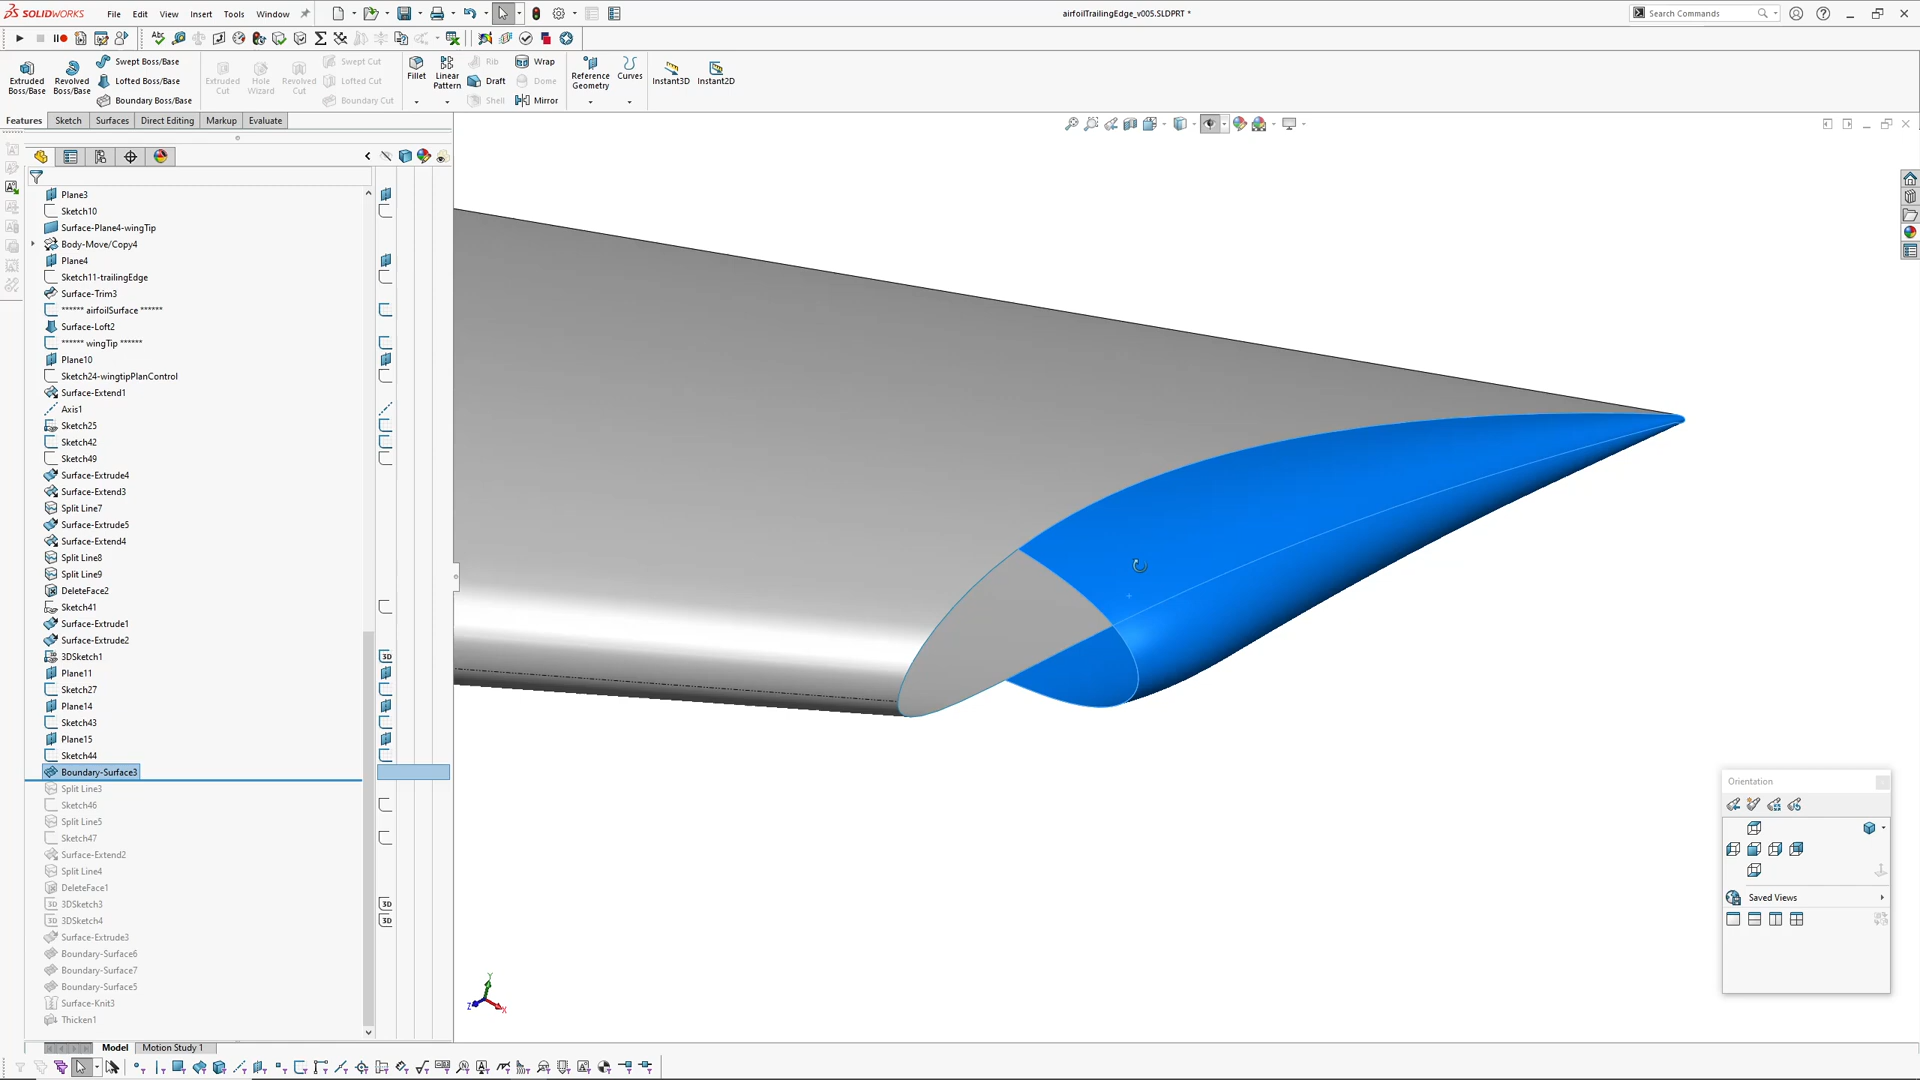 SOLIDWORKS File Edit View Insert Tools Window airfoilTrailingEdge_v005.SLDPRT * Search Commands
Extruded Boss/Base Revolved Boss/Base Swept Boss/Base Lofted Boss/Base Boundary Boss/Base Extruded Cut Hole Wizard Revolved Cut Swept Cut Lofted Cut Boundary Cut Fillet Linear Pattern Rib Draft Shell Wrap Dome Mirror Reference Geometry Curves Instant3D Instant2D
Features Sketch Surfaces Direct Editing Markup Evaluate
Plane3
Sketch10
Surface-Plane4-wingTip
Body-Move/Copy4
Plane4
Sketch11-trailingEdge
Surface-Trim3
****** airfoilSurface ******
Surface-Loft2
****** wingTip ******
Plane10
Sketch24-wingtipPlanControl
Surface-Extend1
Axis1
Sketch25
Sketch42
Sketch49
Surface-Extrude4
Surface-Extend3
Split Line7
Surface-Extrude5
Surface-Extend4
Split Line8
Split Line9
DeleteFace2
Sketch41
Surface-Extrude1
Surface-Extrude2
3DSketch1
Plane11
Sketch27
Plane14
Sketch43
Plane15
Sketch44
Boundary-Surface3
Split Line3
Sketch46
Split Line5
Sketch47
Surface-Extend2
Split Line4
DeleteFace1
3DSketch3
3DSketch4
Surface-Extrude3
Boundary-Surface6
Boundary-Surface7
Boundary-Surface5
Surface-Knit3
Thicken1
Orientation
Saved Views
Y
Z
X
Model Motion Study 1